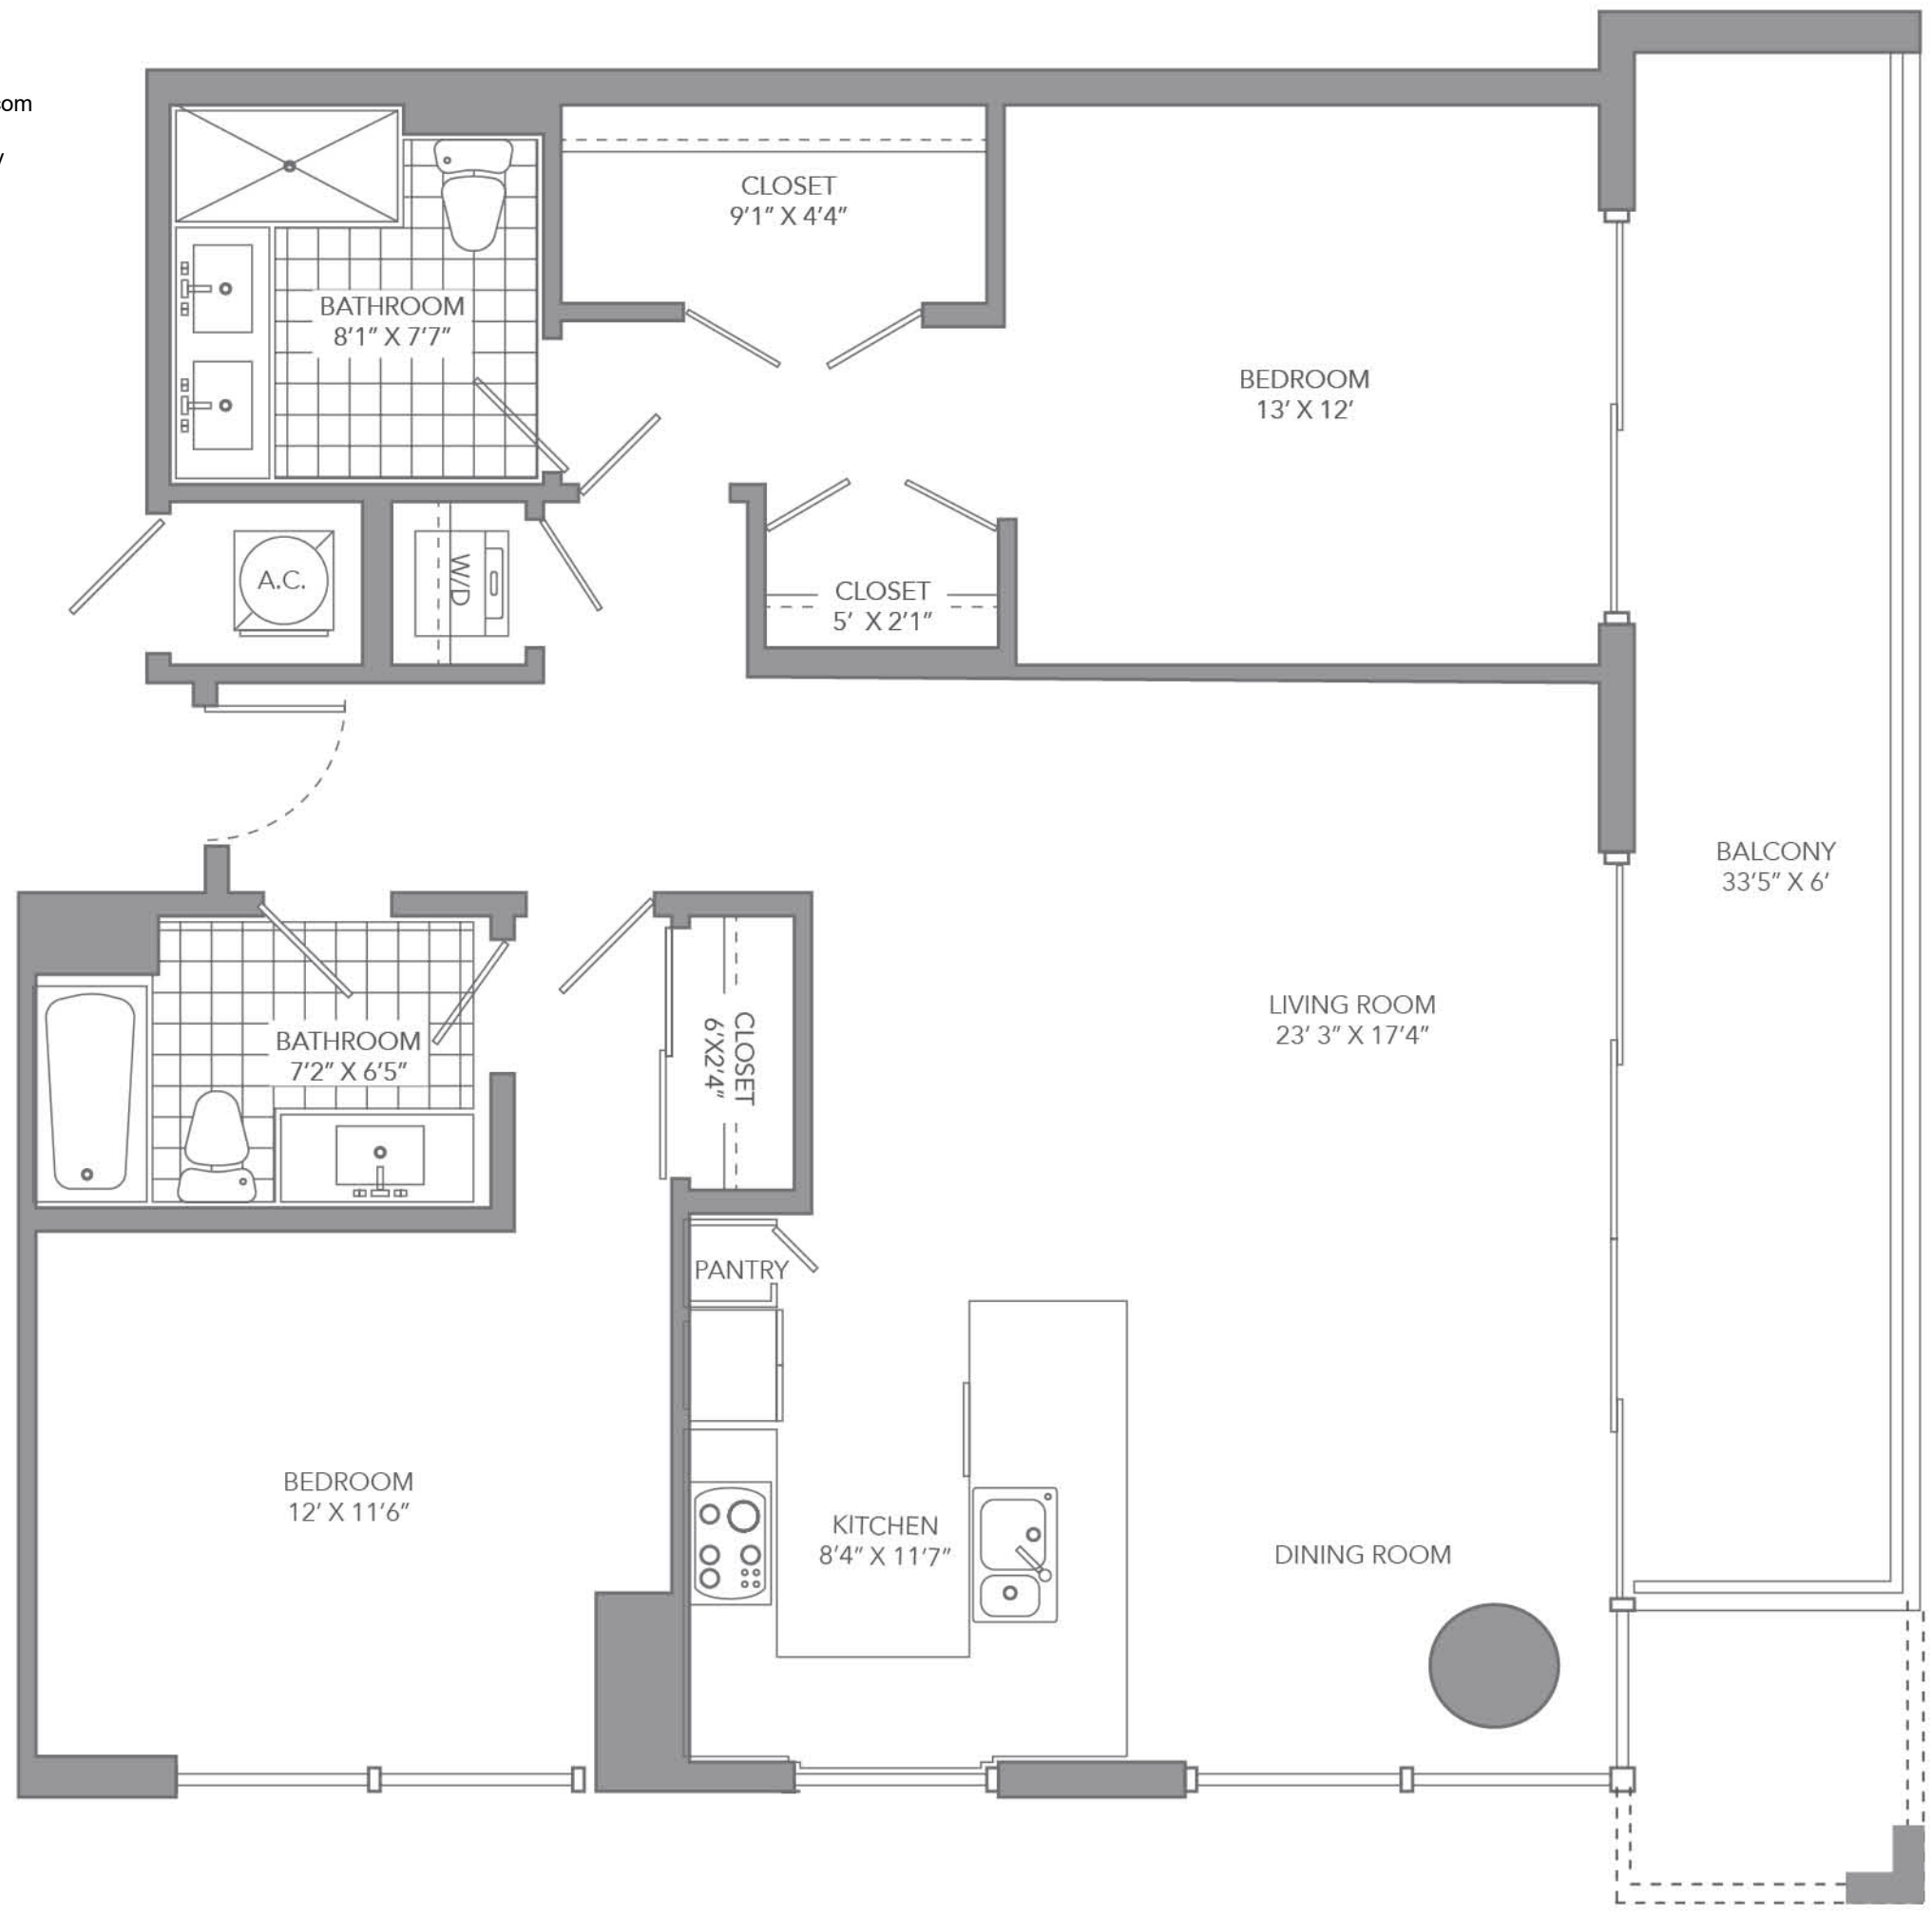 com
y
CLOSET
9'1" X 4'4"
BATHROOM
8'1" X 7'7"
BEDROOM
13' X 12'
A.C.
W/D
CLOSET
5' X 2'1"
BALCONY
33'5" X 6'
LIVING ROOM
23' 3" X 17'4"
BATHROOM
7'2" X 6'5"
CLOSET
6'X2'4"
PANTRY
BEDROOM
12' X 11'6"
KITCHEN
8'4" X 11'7"
DINING ROOM